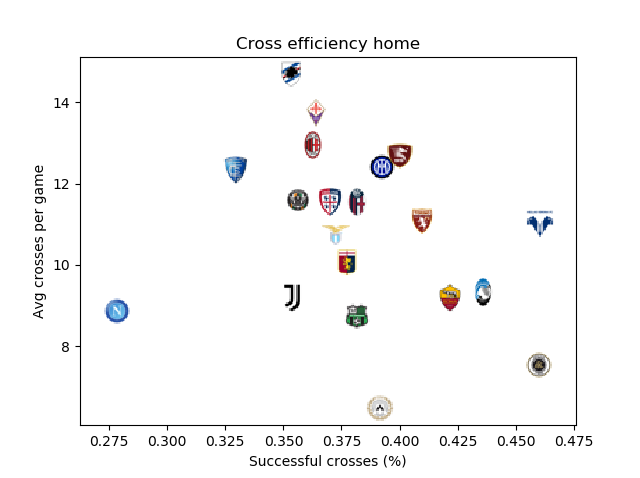 Cross efficiency home
Avg crosses per game
14
12
10
8
0.275 0.300 0.325 0.350 0.375 0.400 0.425 0.450 0.475
Successful crosses (%)
N